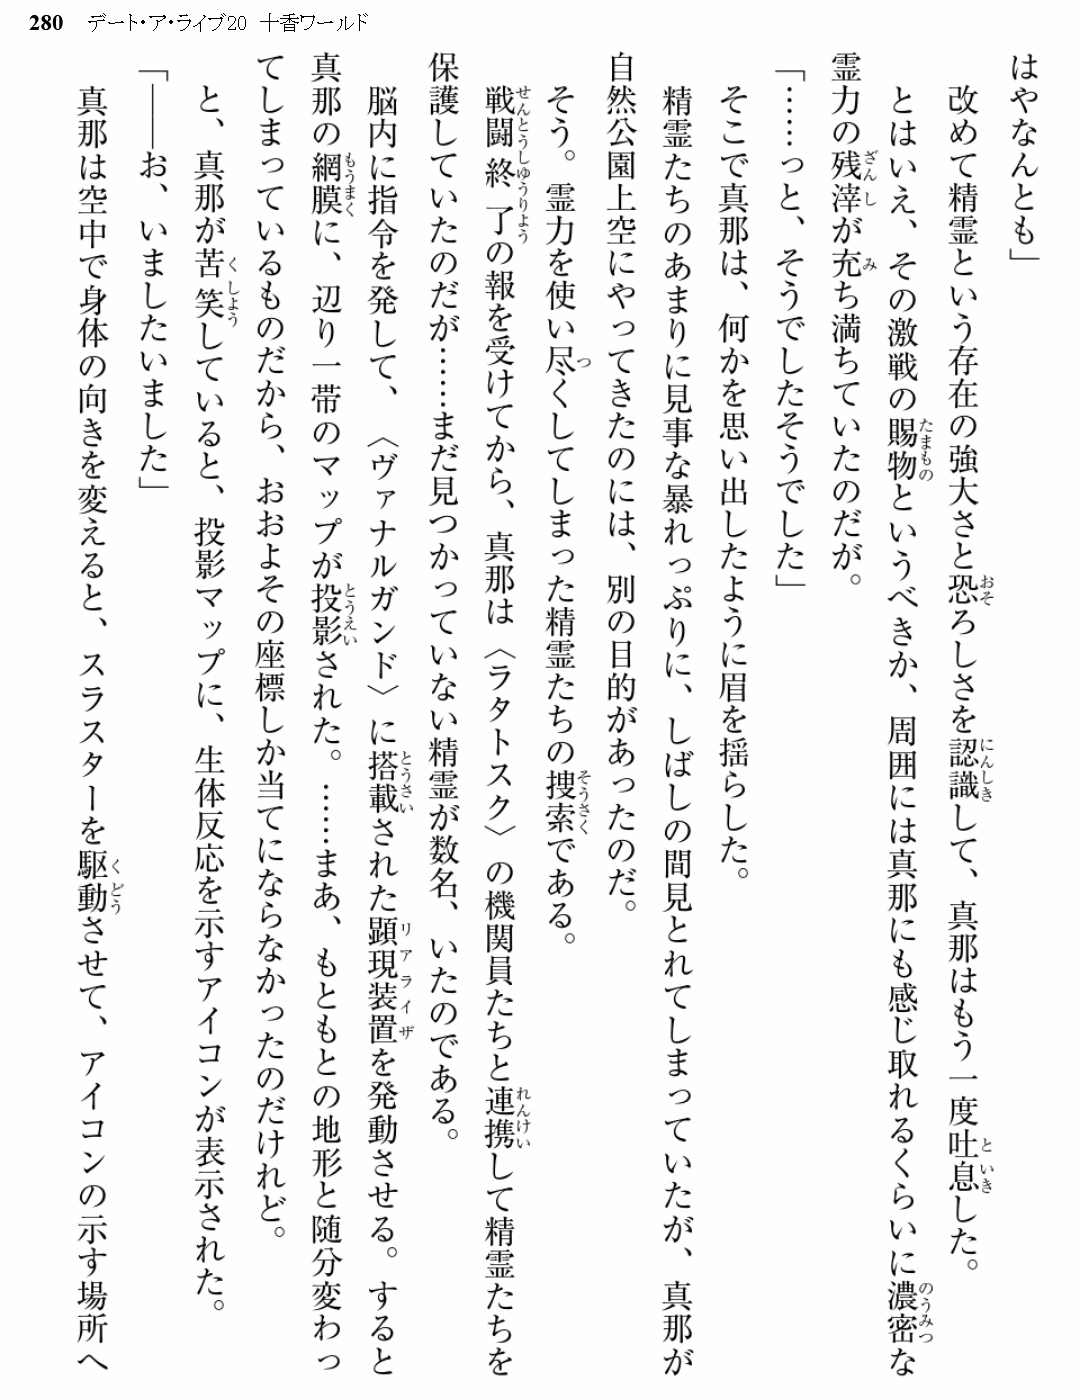 280 デート・ア・ライブ20 十香ワールド
はやなんとも」
改めて精霊という存在の強大さと恐ろしさを認識して、真那はもう一度吐息した。
とはいえ、その激戦の賜物というべきか、周囲には真那にも感じ取れるくらいに濃密な
霊力の残滓が充ち満ちていたのだが。
「……っと、そうでしたそうでした」
そこで真那は、何かを思い出したように眉を揺らした。
精霊たちのあまりに見事な暴れっぷりに、しばしの間見とれてしまっていたが、真那が
自然公園上空にやってきたのには、別の目的があったのだ。
そう。霊力を使い尽くしてしまった精霊たちの捜索である。
戦闘終了の報を受けてから、真那は〈ラタトスク〉の機関員たちと連携して精霊たちを
保護していたのだが……まだ見つかっていない精霊が数名、いたのである。
脳内に指令を発して、〈ヴァナルガンド〉に搭載された顕現装置を発動させる。すると
真那の網膜に、辺り一帯のマップが投影された。……まあ、もともとの地形と随分変わっ
てしまっているものだから、おおよその座標しか当てにならなかったのだけれど。
と、真那が苦笑していると、投影マップに、生体反応を示すアイコンが表示された。
「――お、いましたいました」
真那は空中で身体の向きを変えると、スラスターを駆動させて、アイコンの示す場所へ